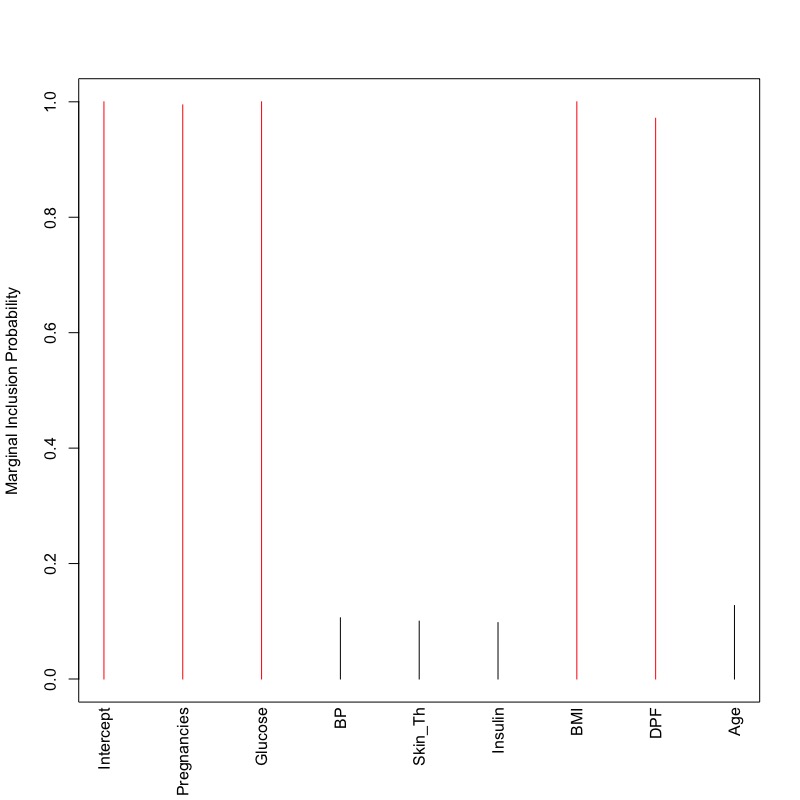 Marginal Inclusion Probability
1.0
0.8
0.6
0.4
0.2
0.0
Intercept
Pregnancies
Glucose
BP
Skin_Th
Insulin
BMI
DPF
Age